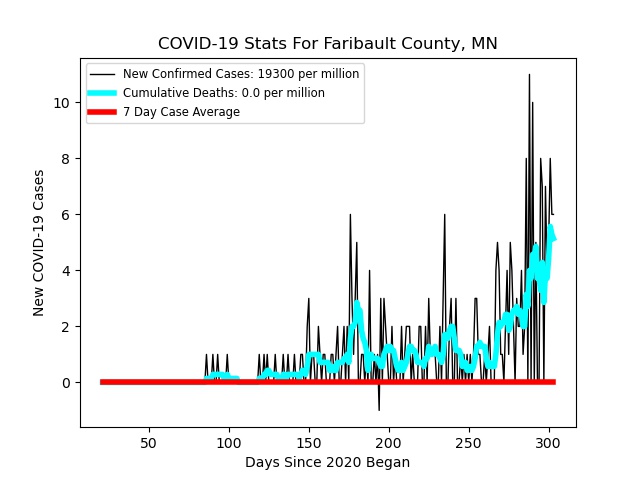 COVID-19 Stats For Faribault County, MN
New Confirmed Cases: 19300 per million
Cumulative Deaths: 0.0 per million
7 Day Case Average
New COVID-19 Cases
10
8
6
4
2
0
50 100 150 200 250 300
Days Since 2020 Began